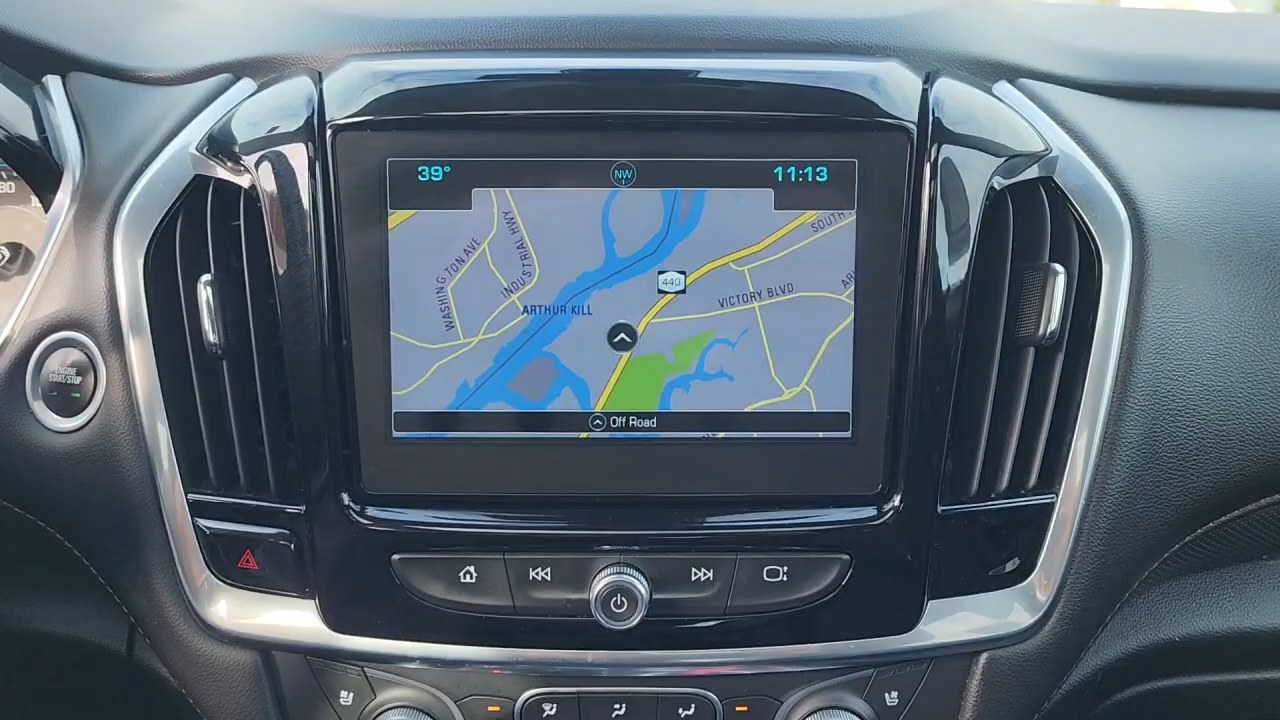 39°
NW
11:13
SOUTH
WASHINGTON AVE
INDUSTRIAL HWY
440
VICTORY BLVD
ARTHUR KILL
Off Road
80
ENGINE
START/STOP